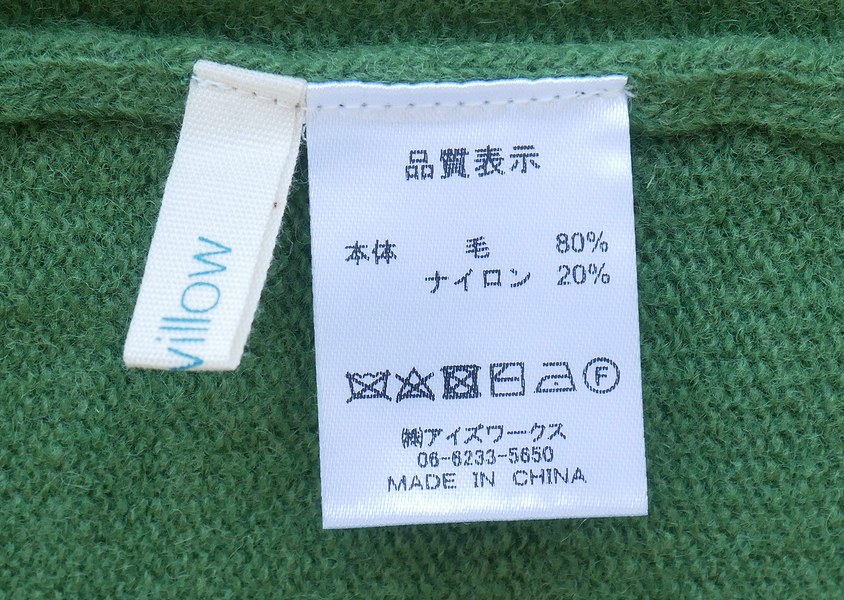 villow
品質表示
本体 毛 80%
ナイロン 20%
F
㈱アイズワークス
06-6233-5650
MADE IN CHINA